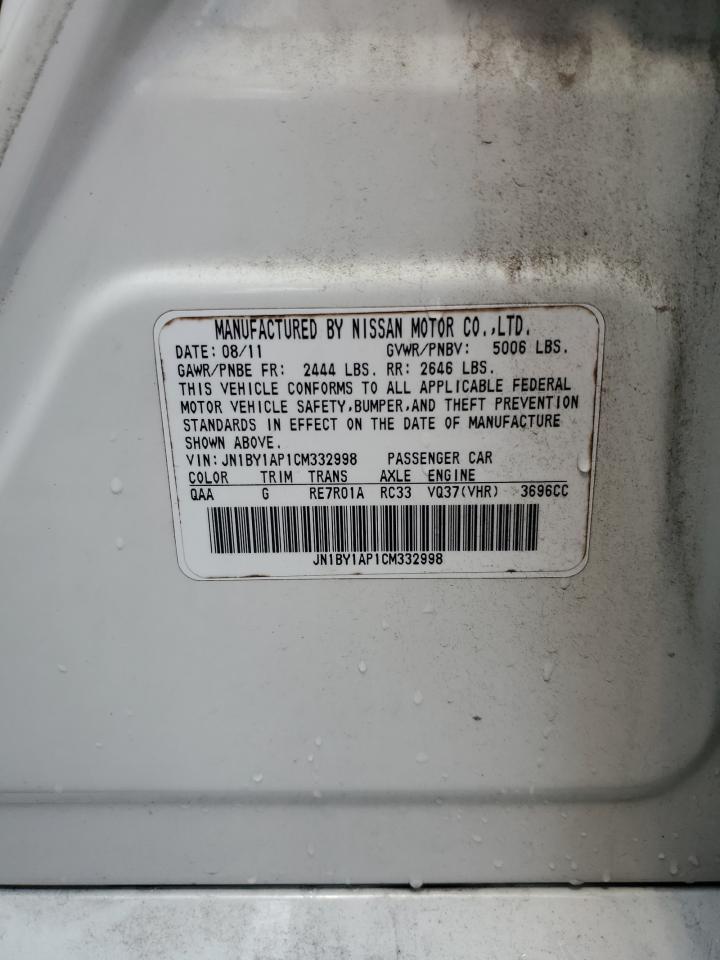 MANUFACTURED BY NISSAN MOTOR CO.,LTD.
DATE: 08/11 GVWR/PNBV: 5006 LBS.
GAWR/PNBE FR: 2444 LBS. RR: 2646 LBS.
THIS VEHICLE CONFORMS TO ALL APPLICABLE FEDERAL
MOTOR VEHICLE SAFETY,BUMPER,AND THEFT PREVENTION
STANDARDS IN EFFECT ON THE DATE OF MANUFACTURE
SHOWN ABOVE.
VIN: JN1BY1AP1CM332998 PASSENGER CAR
COLOR TRIM TRANS AXLE ENGINE
QAA G RE7R01A RC33 VQ37(VHR) 3696CC
JN1BY1AP1CM332998